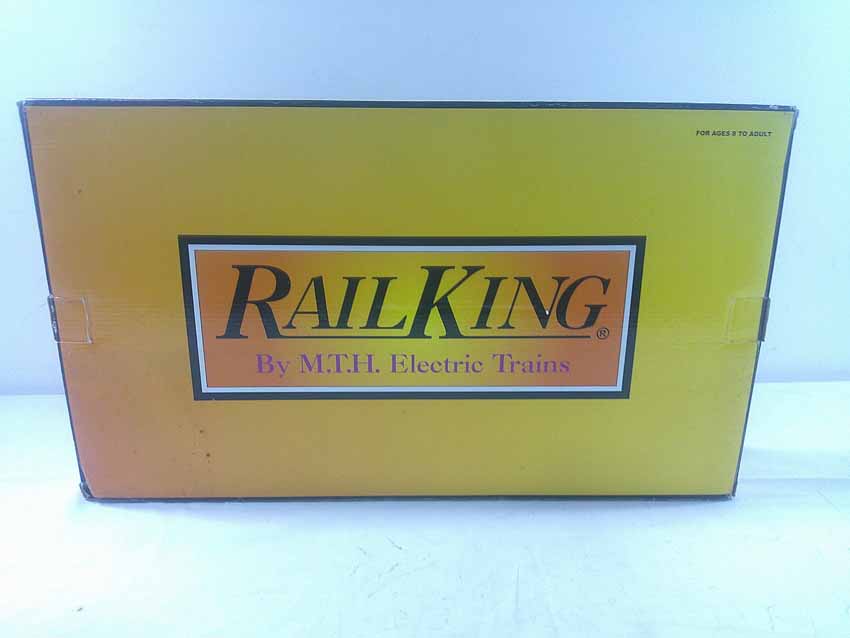 FOR AGES 8 TO ADULT
RAILKING®
By M.T.H. Electric Trains